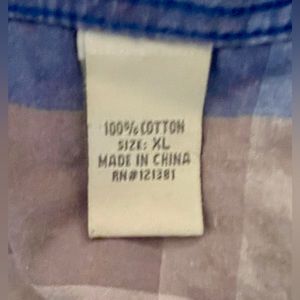 100% COTTON
SIZE: XL
MADE IN CHINA
RN#121381